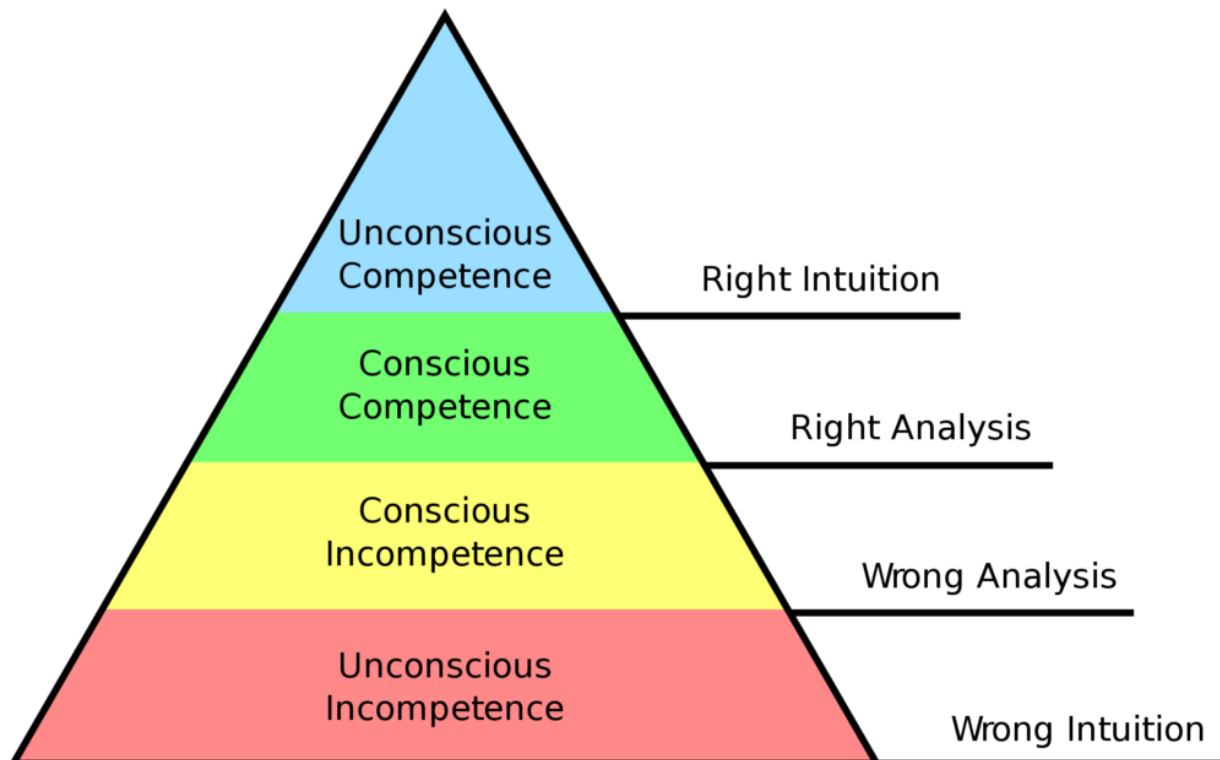 Unconscious
Competence
Right Intuition
Conscious
Competence
Right Analysis
Conscious
Incompetence
Wrong Analysis
Unconscious
Incompetence
Wrong Intuition